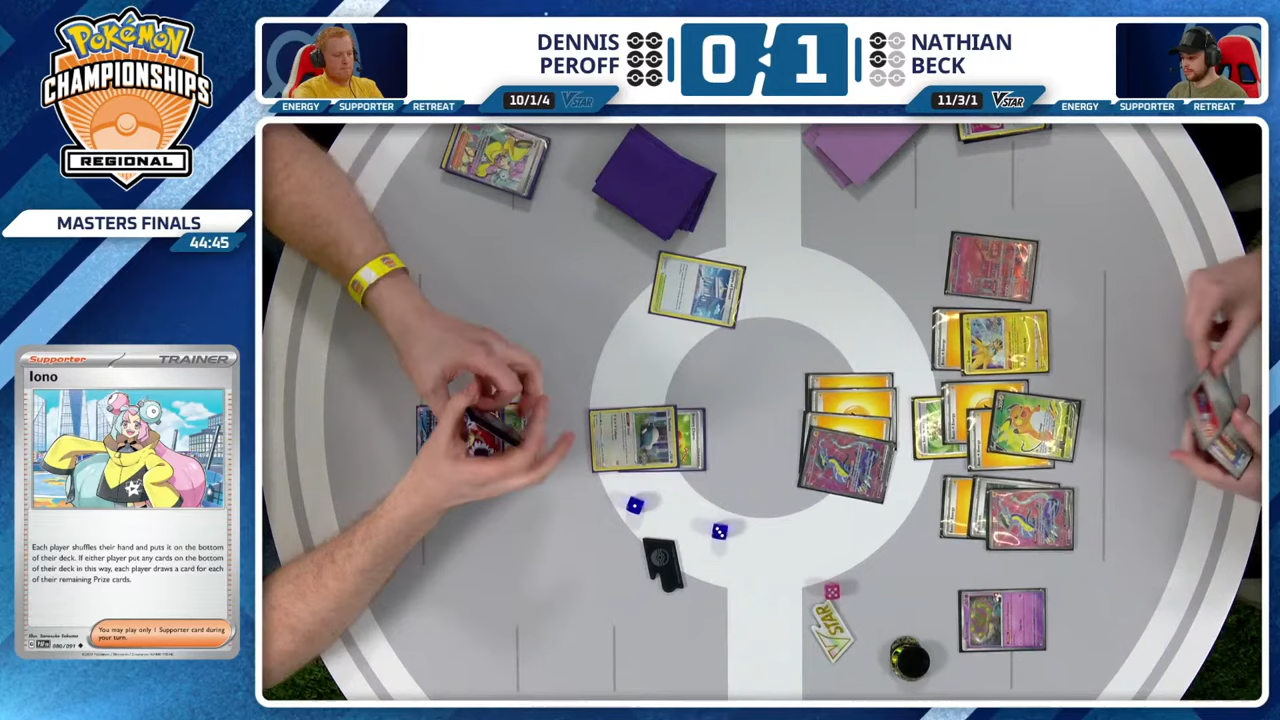 POKÉMON
CHAMPIONSHIPS
REGIONAL
MASTERS FINALS
44:45
DENNIS
PEROFF
0
1
NATHIAN
BECK
ENERGY
SUPPORTER
RETREAT
10/1/4
VSTAR
11/3/1
VSTAR
ENERGY
SUPPORTER
RETREAT
Supporter
TRAINER
Iono
Each player shuffles their hand and puts it on the bottom
of their deck. If either player put any cards on the bottom
of their deck in this way, each player draws a card for each
of their remaining Prize cards.
You may play only 1 Supporter card during
your turn.
VSTAR